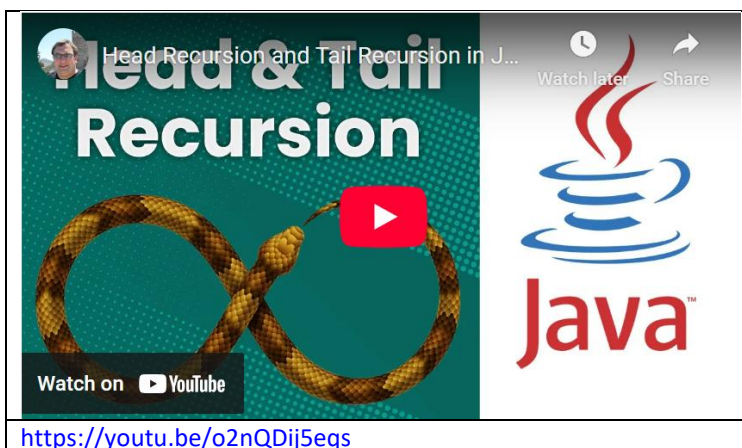 Head Recursion and Tail Recursion in J...
Watch later
Share
Head & Tail
Recursion
Java™
Watch on YouTube
https://youtu.be/o2nQDij5eqs